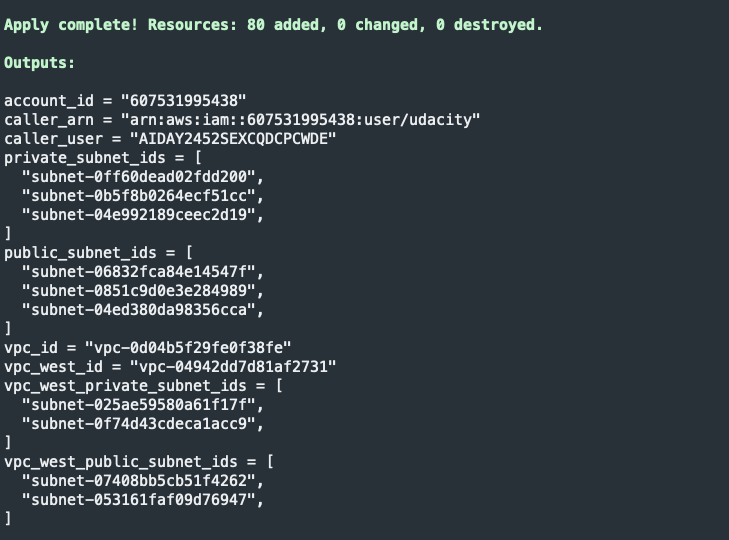 Apply complete! Resources: 80 added, 0 changed, 0 destroyed.
Outputs:
account_id = "607531995438"
caller_arn = "arn:aws:iam::607531995438:user/udacity"
caller_user = "AIDAY2452SEXCQDCPCWDE"
private_subnet_ids = [
  "subnet-0ff60dead02fdd200",
  "subnet-0b5f8b0264ecf51cc",
  "subnet-04e992189ceec2d19",
]
public_subnet_ids = [
  "subnet-06832fca84e14547f",
  "subnet-0851c9d0e3e284989",
  "subnet-04ed380da98356cca",
]
vpc_id = "vpc-0d04b5f29fe0f38fe"
vpc_west_id = "vpc-04942dd7d81af2731"
vpc_west_private_subnet_ids = [
  "subnet-025ae59580a61f17f",
  "subnet-0f74d43cdeca1acc9",
]
vpc_west_public_subnet_ids = [
  "subnet-07408bb5cb51f4262",
  "subnet-053161faf09d76947",
]